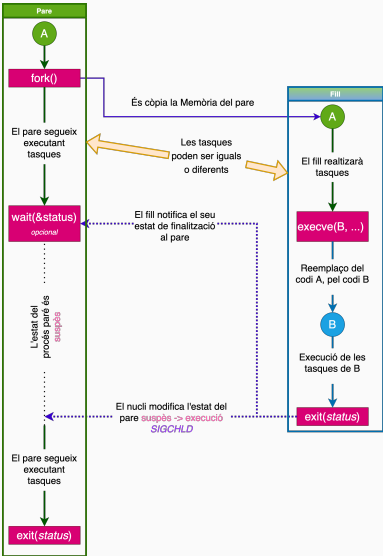 Pare
A
fork()
És còpia la Memòria del pare
Fill
A
El pare segueix
executant
tasques
Les tasques
poden ser iguals
o diferents
El fill realtizarà
tasques
wait(&status)
opcional
El fill notifica el seu
estat de finalització
al pare
execve(B, ...)
Reemplaço del
codi A, pel codi B
L'estat del
procès paré és
suspès
B
Execució de les
tasques de B
El nucli modifica l'estat del
pare suspès -> execució
SIGCHLD
exit(status)
El pare segueix
executant
tasques
exit(status)